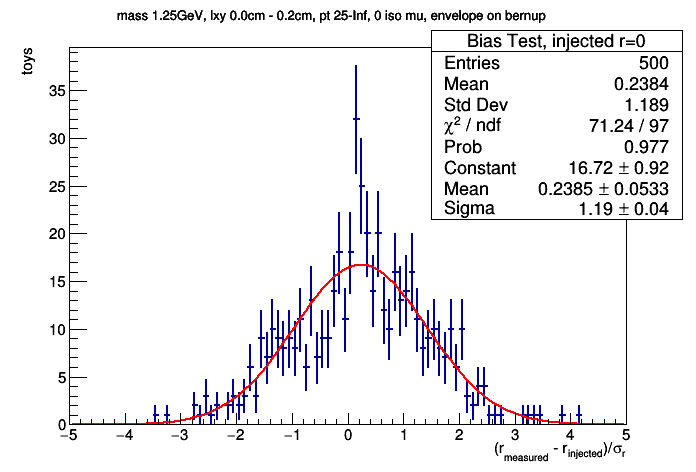 mass 1.25GeV, lxy 0.0cm - 0.2cm, pt 25-Inf, 0 iso mu, envelope on bernup
Bias Test, injected r=0
Entries 500
Mean 0.2384
Std Dev 1.189
χ² / ndf 71.24 / 97
Prob 0.977
Constant 16.72 ± 0.92
Mean 0.2385 ± 0.0533
Sigma 1.19 ± 0.04
toys
35
30
25
20
15
10
5
0
−5 −4 −3 −2 −1 0 1 2 3 4 5
(r_measured - r_injected)/σ_r